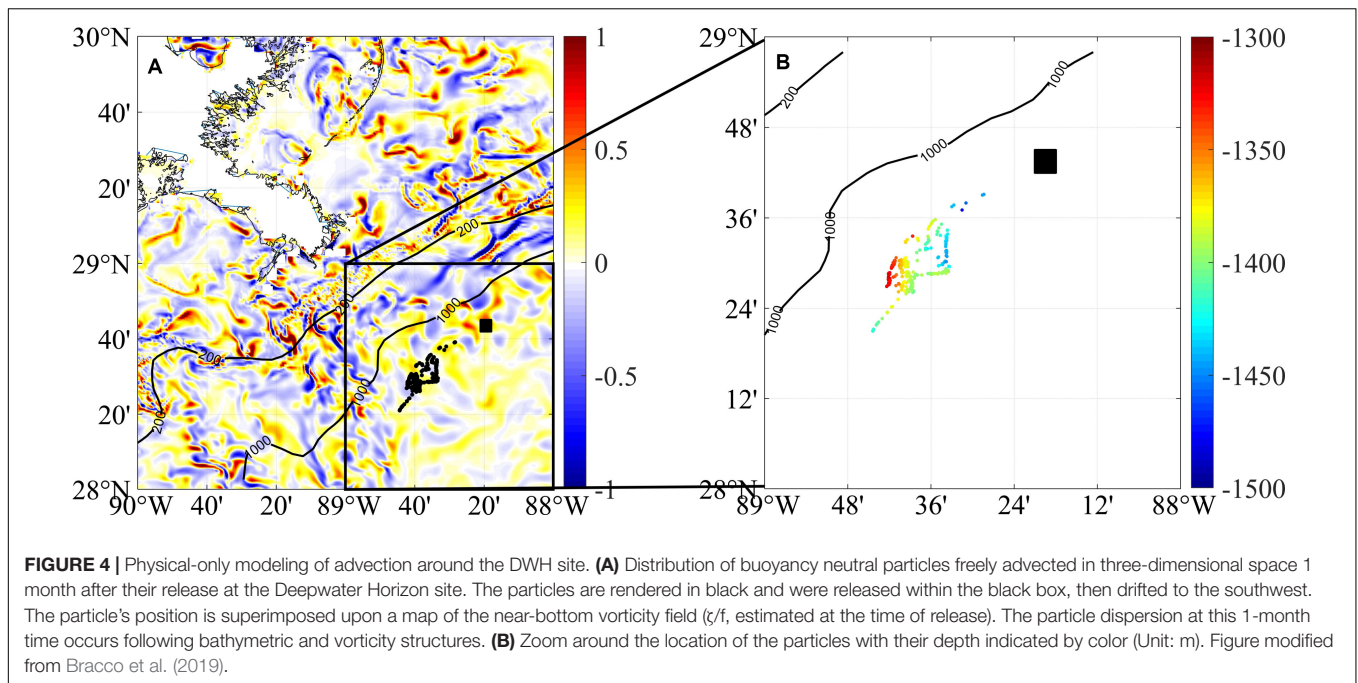 A
30°N
40'
20'
29°N
40'
20'
28°N
90°W
40'
20'
89°W
40'
20'
88°W
200
200
200
200
1000
1000
1000
1
0.5
0
-0.5
-1
B
29°N
48'
36'
24'
12'
28°N
89°W
48'
36'
24'
12'
88°W
200
1000
1000
1000
1000
-1300
-1350
-1400
-1450
-1500
FIGURE 4 | Physical-only modeling of advection around the DWH site. (A) Distribution of buoyancy neutral particles freely advected in three-dimensional space 1
month after their release at the Deepwater Horizon site. The particles are rendered in black and were released within the black box, then drifted to the southwest.
The particle's position is superimposed upon a map of the near-bottom vorticity field (ζ/f, estimated at the time of release). The particle dispersion at this 1-month
time occurs following bathymetric and vorticity structures. (B) Zoom around the location of the particles with their depth indicated by color (Unit: m). Figure modified
from Bracco et al. (2019).